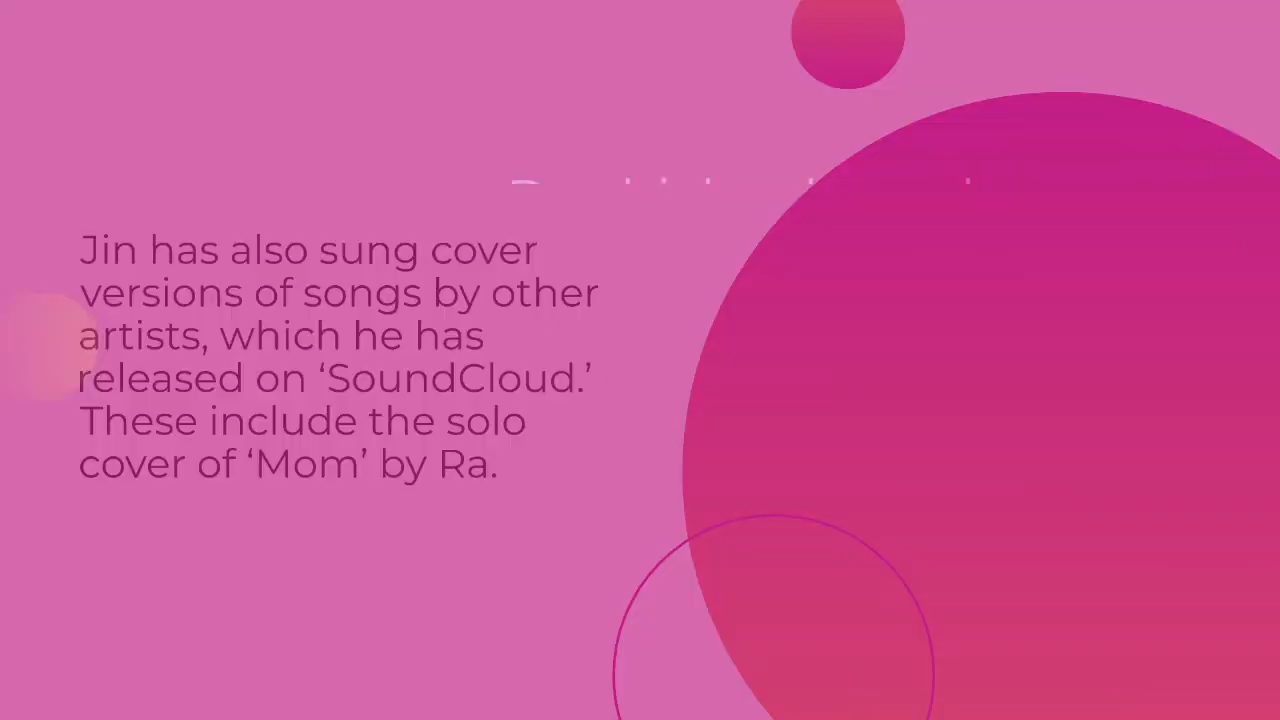 Jin has also sung cover
versions of songs by other
artists, which he has
released on ‘SoundCloud.’
These include the solo
cover of ‘Mom’ by Ra.